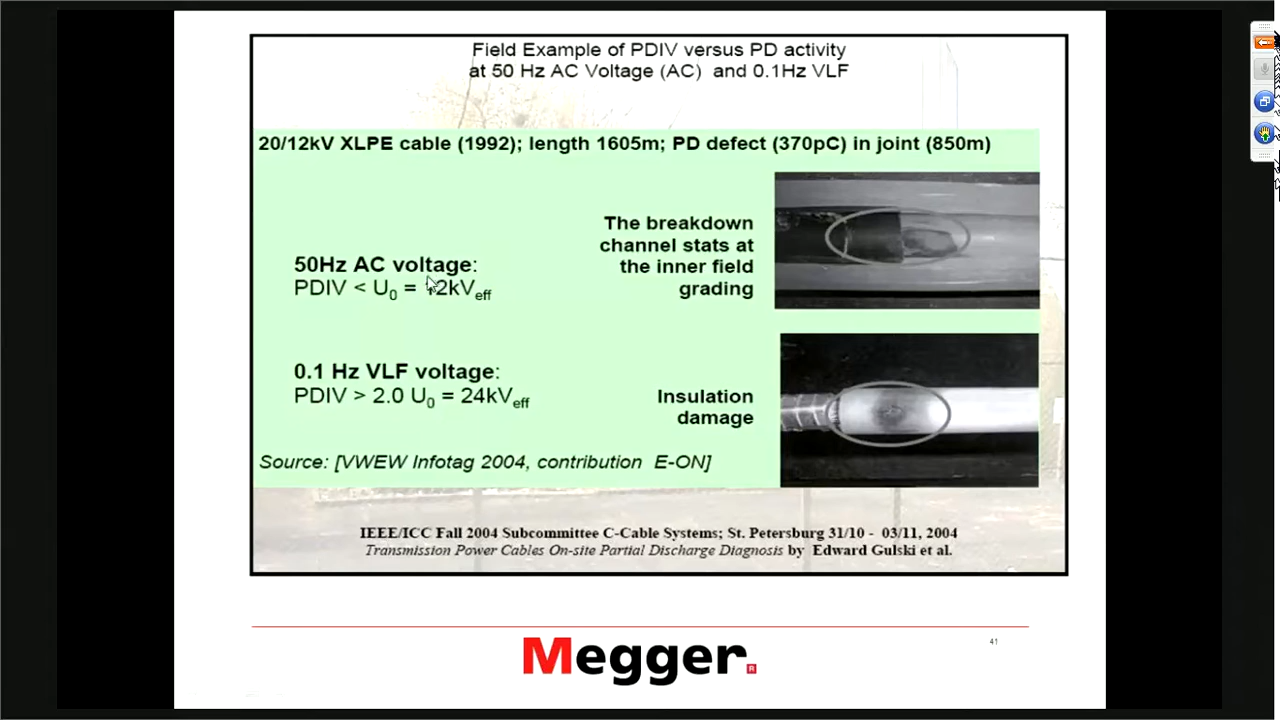 Field Example of PDIV versus PD activity
at 50 Hz AC Voltage (AC) and 0.1Hz VLF
20/12kV XLPE cable (1992); length 1605m; PD defect (370pC) in joint (850m)
The breakdown
channel stats at
the inner field
grading
50Hz AC voltage:
PDIV < U0 = 12kVeff
0.1 Hz VLF voltage:
PDIV > 2.0 U0 = 24kVeff
Insulation
damage
Source: [VWEW Infotag 2004, contribution E-ON]
IEEE/ICC Fall 2004 Subcommittee C-Cable Systems; St. Petersburg 31/10 - 03/11, 2004
Transmission Power Cables On-site Partial Discharge Diagnosis by Edward Gulski et al.
41
Megger.
R